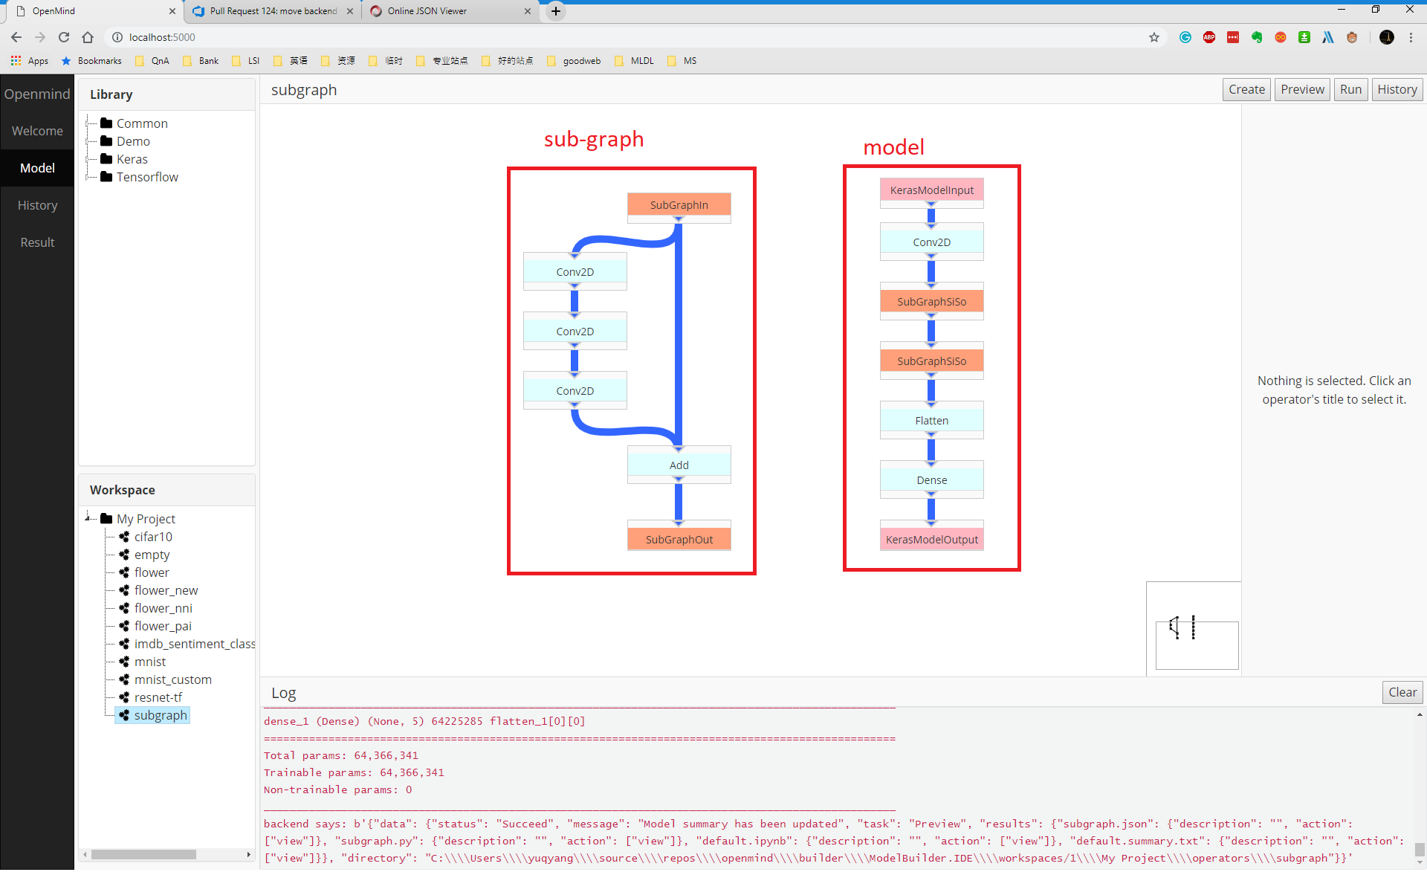 OpenMind
Pull Request 124: move backend
Online JSON Viewer
localhost:5000
ABP
Apps
Bookmarks
QnA
Bank
LSI
英语
资源
临时
专业站点
好的站点
goodweb
MLDL
MS
Openmind
Welcome
Model
History
Result
Library
Common
Demo
Keras
Tensorflow
Workspace
My Project
cifar10
empty
flower
flower_new
flower_nni
flower_pai
imdb_sentiment_class
mnist
mnist_custom
resnet-tf
subgraph
subgraph
Create
Preview
Run
History
sub-graph
SubGraphIn
Conv2D
Conv2D
Conv2D
Add
SubGraphOut
model
KerasModelInput
Conv2D
SubGraphSiSo
SubGraphSiSo
Flatten
Dense
KerasModelOutput
Nothing is selected. Click an
operator's title to select it.
Log
Clear
dense_1 (Dense) (None, 5) 64225285 flatten_1[0][0]
Total params: 64,366,341
Trainable params: 64,366,341
Non-trainable params: 0
backend says: b'{"data": {"status": "Succeed", "message": "Model summary has been updated", "task": "Preview", "results": {"subgraph.json": {"description": "", "action":
["view"]}, "subgraph.py": {"description": "", "action": ["view"]}, "default.ipynb": {"description": "", "action": ["view"]}, "default.summary.txt": {"description": "", "action":
["view"]}}, "directory": "C:\\\\Users\\\\yuqyang\\\\source\\\\repos\\\\openmind\\\\builder\\\\ModelBuilder.IDE\\\\workspaces/1\\\\My Project\\\\operators\\\\subgraph"}}'